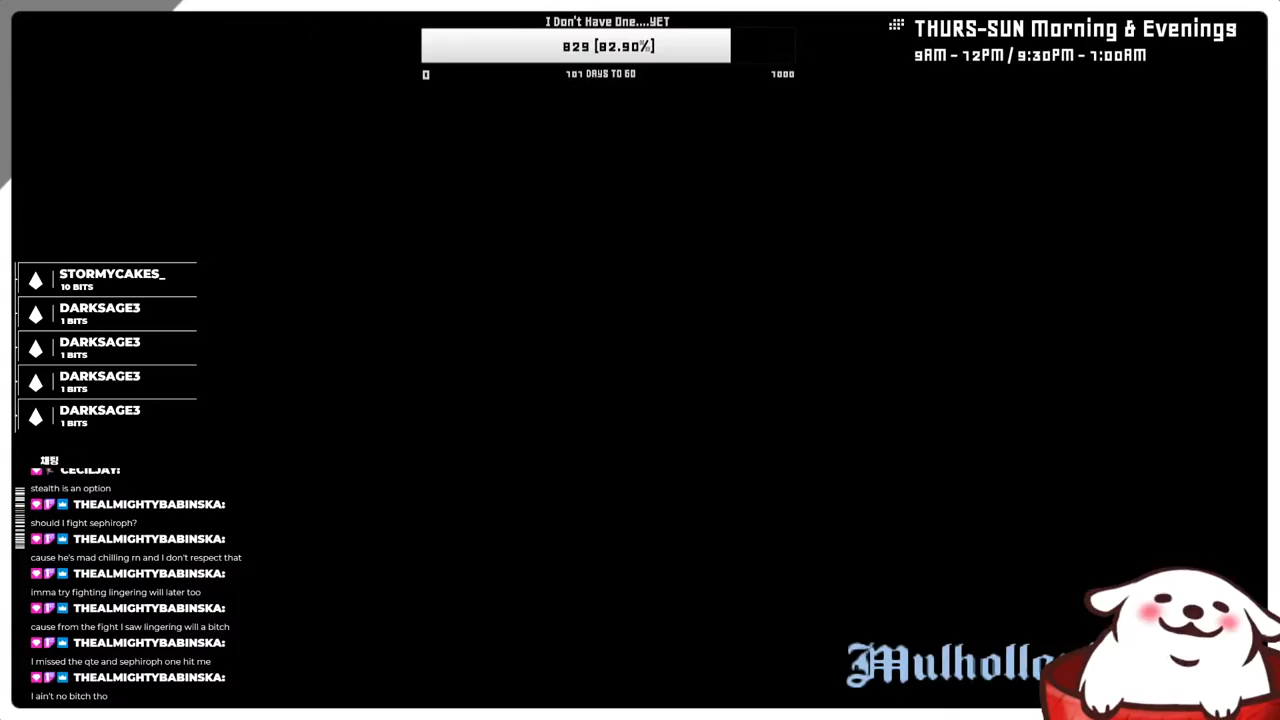 I Don't Have One....YET
829 [82.90%]
0
101 DAYS TO GO
1000
THURS-SUN Morning & Evenings
9AM - 12PM / 9:30PM - 1:00AM
STORMYCAKES_
10 BITS
DARKSAGE3
1 BITS
DARKSAGE3
1 BITS
DARKSAGE3
1 BITS
DARKSAGE3
1 BITS
채팅
CECILJAY:
stealth is an option
THEALMIGHTYBABINSKA:
should I fight sephiroph?
THEALMIGHTYBABINSKA:
cause he's mad chilling rn and I don't respect that
THEALMIGHTYBABINSKA:
imma try fighting lingering will later too
THEALMIGHTYBABINSKA:
cause from the fight I saw lingering will a bitch
THEALMIGHTYBABINSKA:
I missed the qte and sephiroph one hit me
THEALMIGHTYBABINSKA:
I ain't no bitch tho